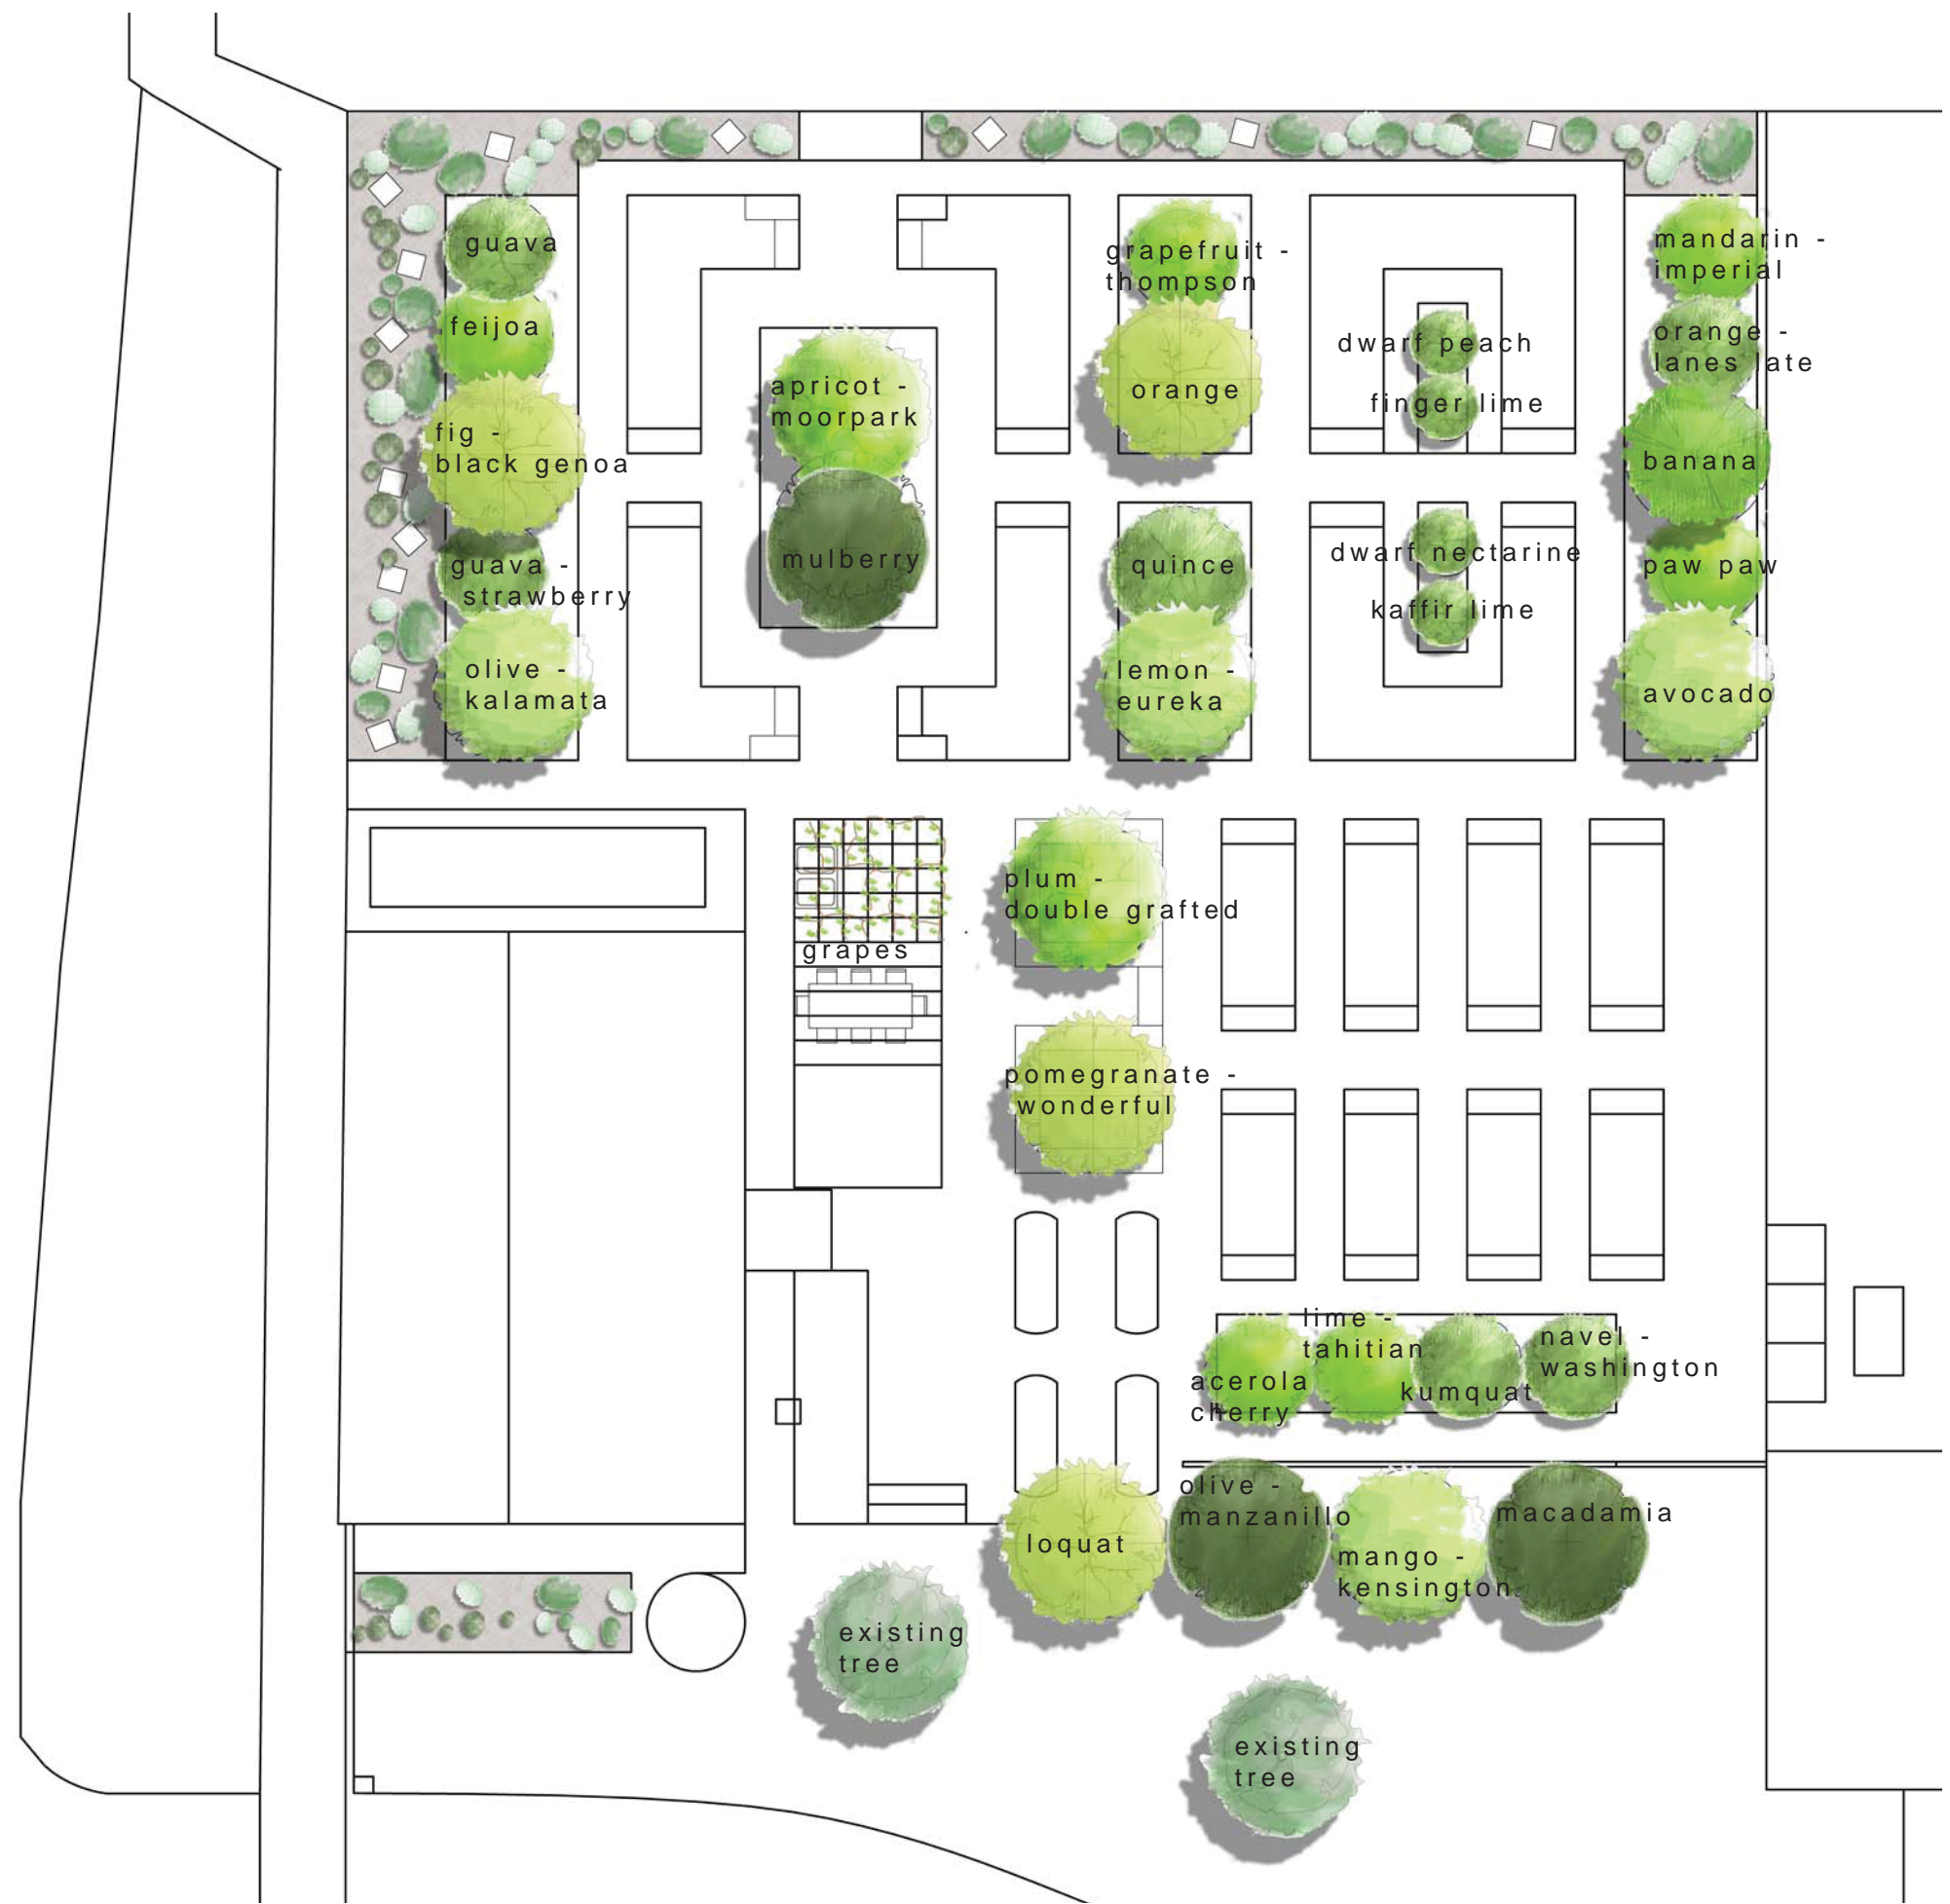 guava
feijoa
fig -
black genoa
guava -
strawberry
olive -
kalamata
apricot -
moorpark
mulberry
grapefruit -
thompson
orange
quince
lemon -
eureka
dwarf peach
finger lime
dwarf nectarine
kaffir lime
mandarin -
imperial
orange -
lanes late
banana
paw paw
avocado
grapes
plum -
double grafted
pomegranate -
wonderful
acerola
cherry
lime -
tahitian
kumquat
navel -
washington
loquat
olive -
manzanillo
mango -
kensington
macadamia
existing
tree
existing
tree